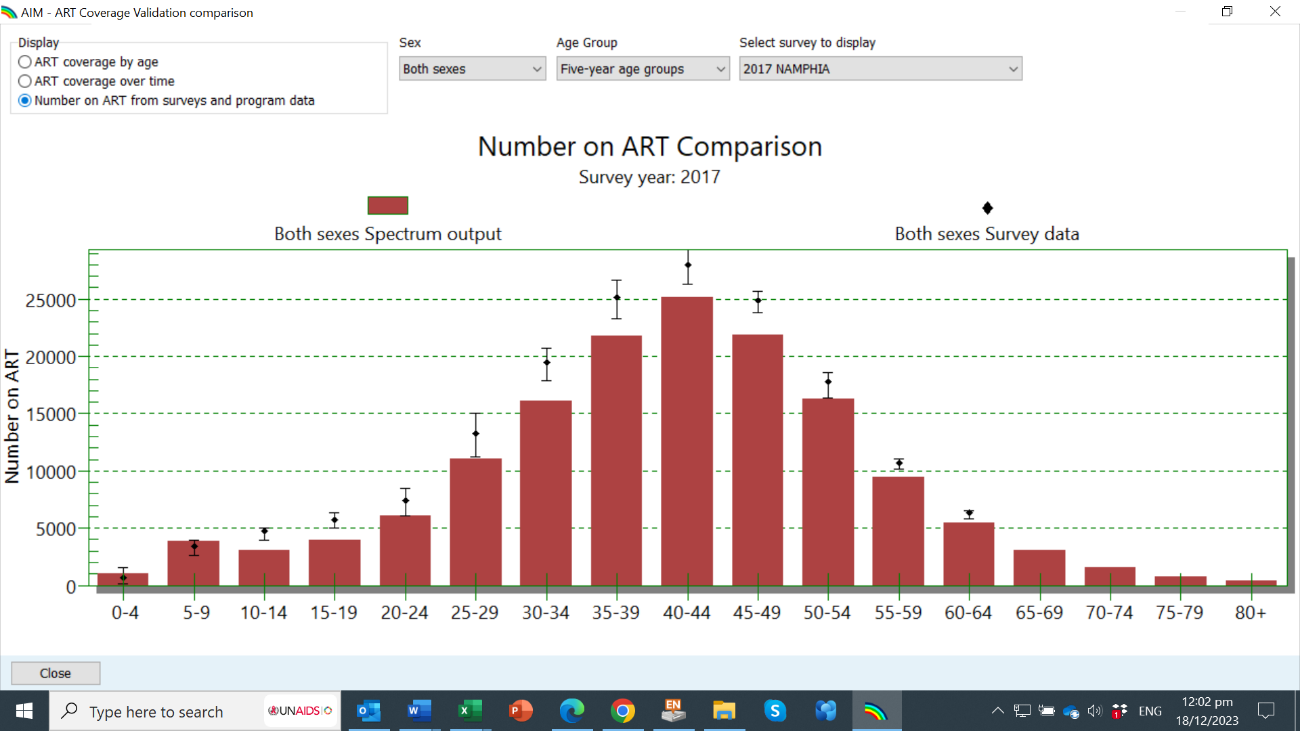 AIM - ART Coverage Validation comparison
Display
ART coverage by age
ART coverage over time
Number on ART from surveys and program data
Sex
Both sexes
Age Group
Five-year age groups
Select survey to display
2017 NAMPHIA
Number on ART Comparison
Survey year: 2017
Both sexes Spectrum output
Both sexes Survey data
Number on ART
25000
20000
15000
10000
5000
0
0-4 5-9 10-14 15-19 20-24 25-29 30-34 35-39 40-44 45-49 50-54 55-59 60-64 65-69 70-74 75-79 80+
Close
Type here to search
UNAIDS
EN
1
ENG
12:02 pm
18/12/2023